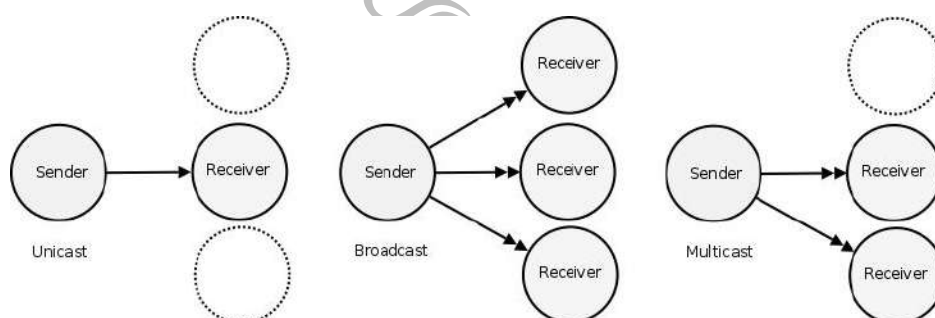 Sender
Receiver
Unicast
Receiver
Sender
Receiver
Broadcast
Receiver
Sender
Receiver
Multicast
Receiver